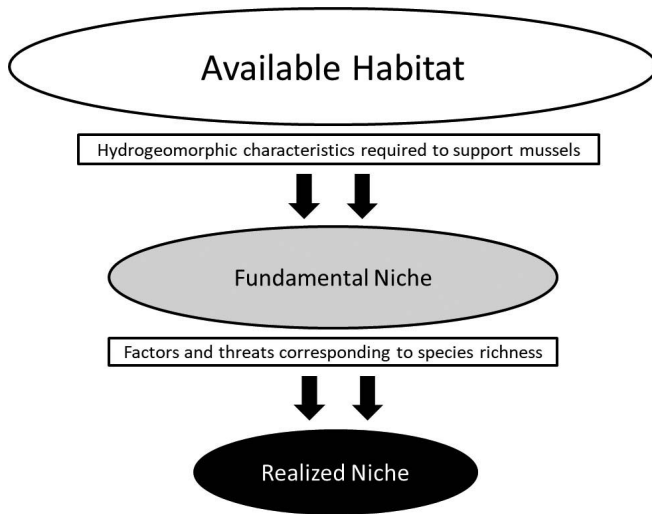 Available Habitat
Hydrogeomorphic characteristics required to support mussels
Fundamental Niche
Factors and threats corresponding to species richness
Realized Niche